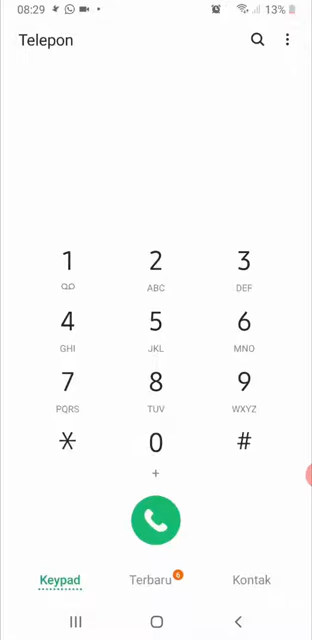 08:29 13%
Telepon
1 2 3
ABC DEF
4 5 6
GHI JKL MNO
7 8 9
PQRS TUV WXYZ
* 0 #
+
Keypad Terbaru 6 Kontak